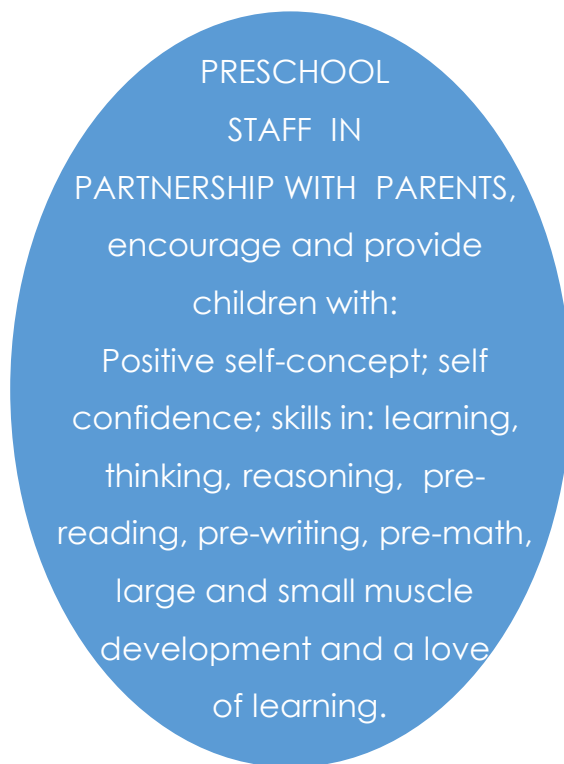 PRESCHOOL
STAFF IN
PARTNERSHIP WITH PARENTS,
encourage and provide
children with:
Positive self-concept; self
confidence; skills in: learning,
thinking, reasoning, pre-
reading, pre-writing, pre-math,
large and small muscle
development and a love
of learning.